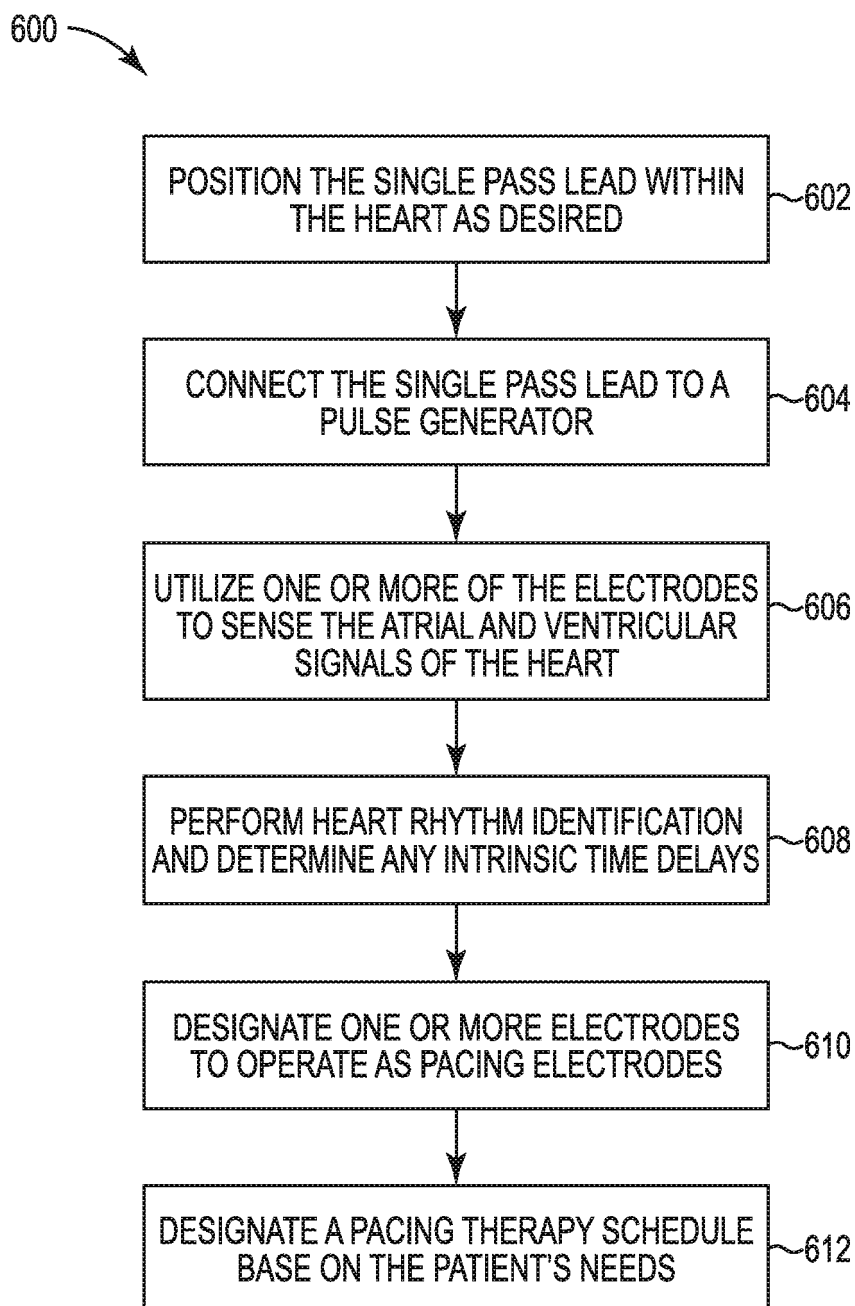 600
POSITION THE SINGLE PASS LEAD WITHIN
THE HEART AS DESIRED
602
CONNECT THE SINGLE PASS LEAD TO A
PULSE GENERATOR
604
UTILIZE ONE OR MORE OF THE ELECTRODES
TO SENSE THE ATRIAL AND VENTRICULAR
SIGNALS OF THE HEART
606
PERFORM HEART RHYTHM IDENTIFICATION
AND DETERMINE ANY INTRINSIC TIME DELAYS
608
DESIGNATE ONE OR MORE ELECTRODES
TO OPERATE AS PACING ELECTRODES
610
DESIGNATE A PACING THERAPY SCHEDULE
BASE ON THE PATIENT'S NEEDS
612